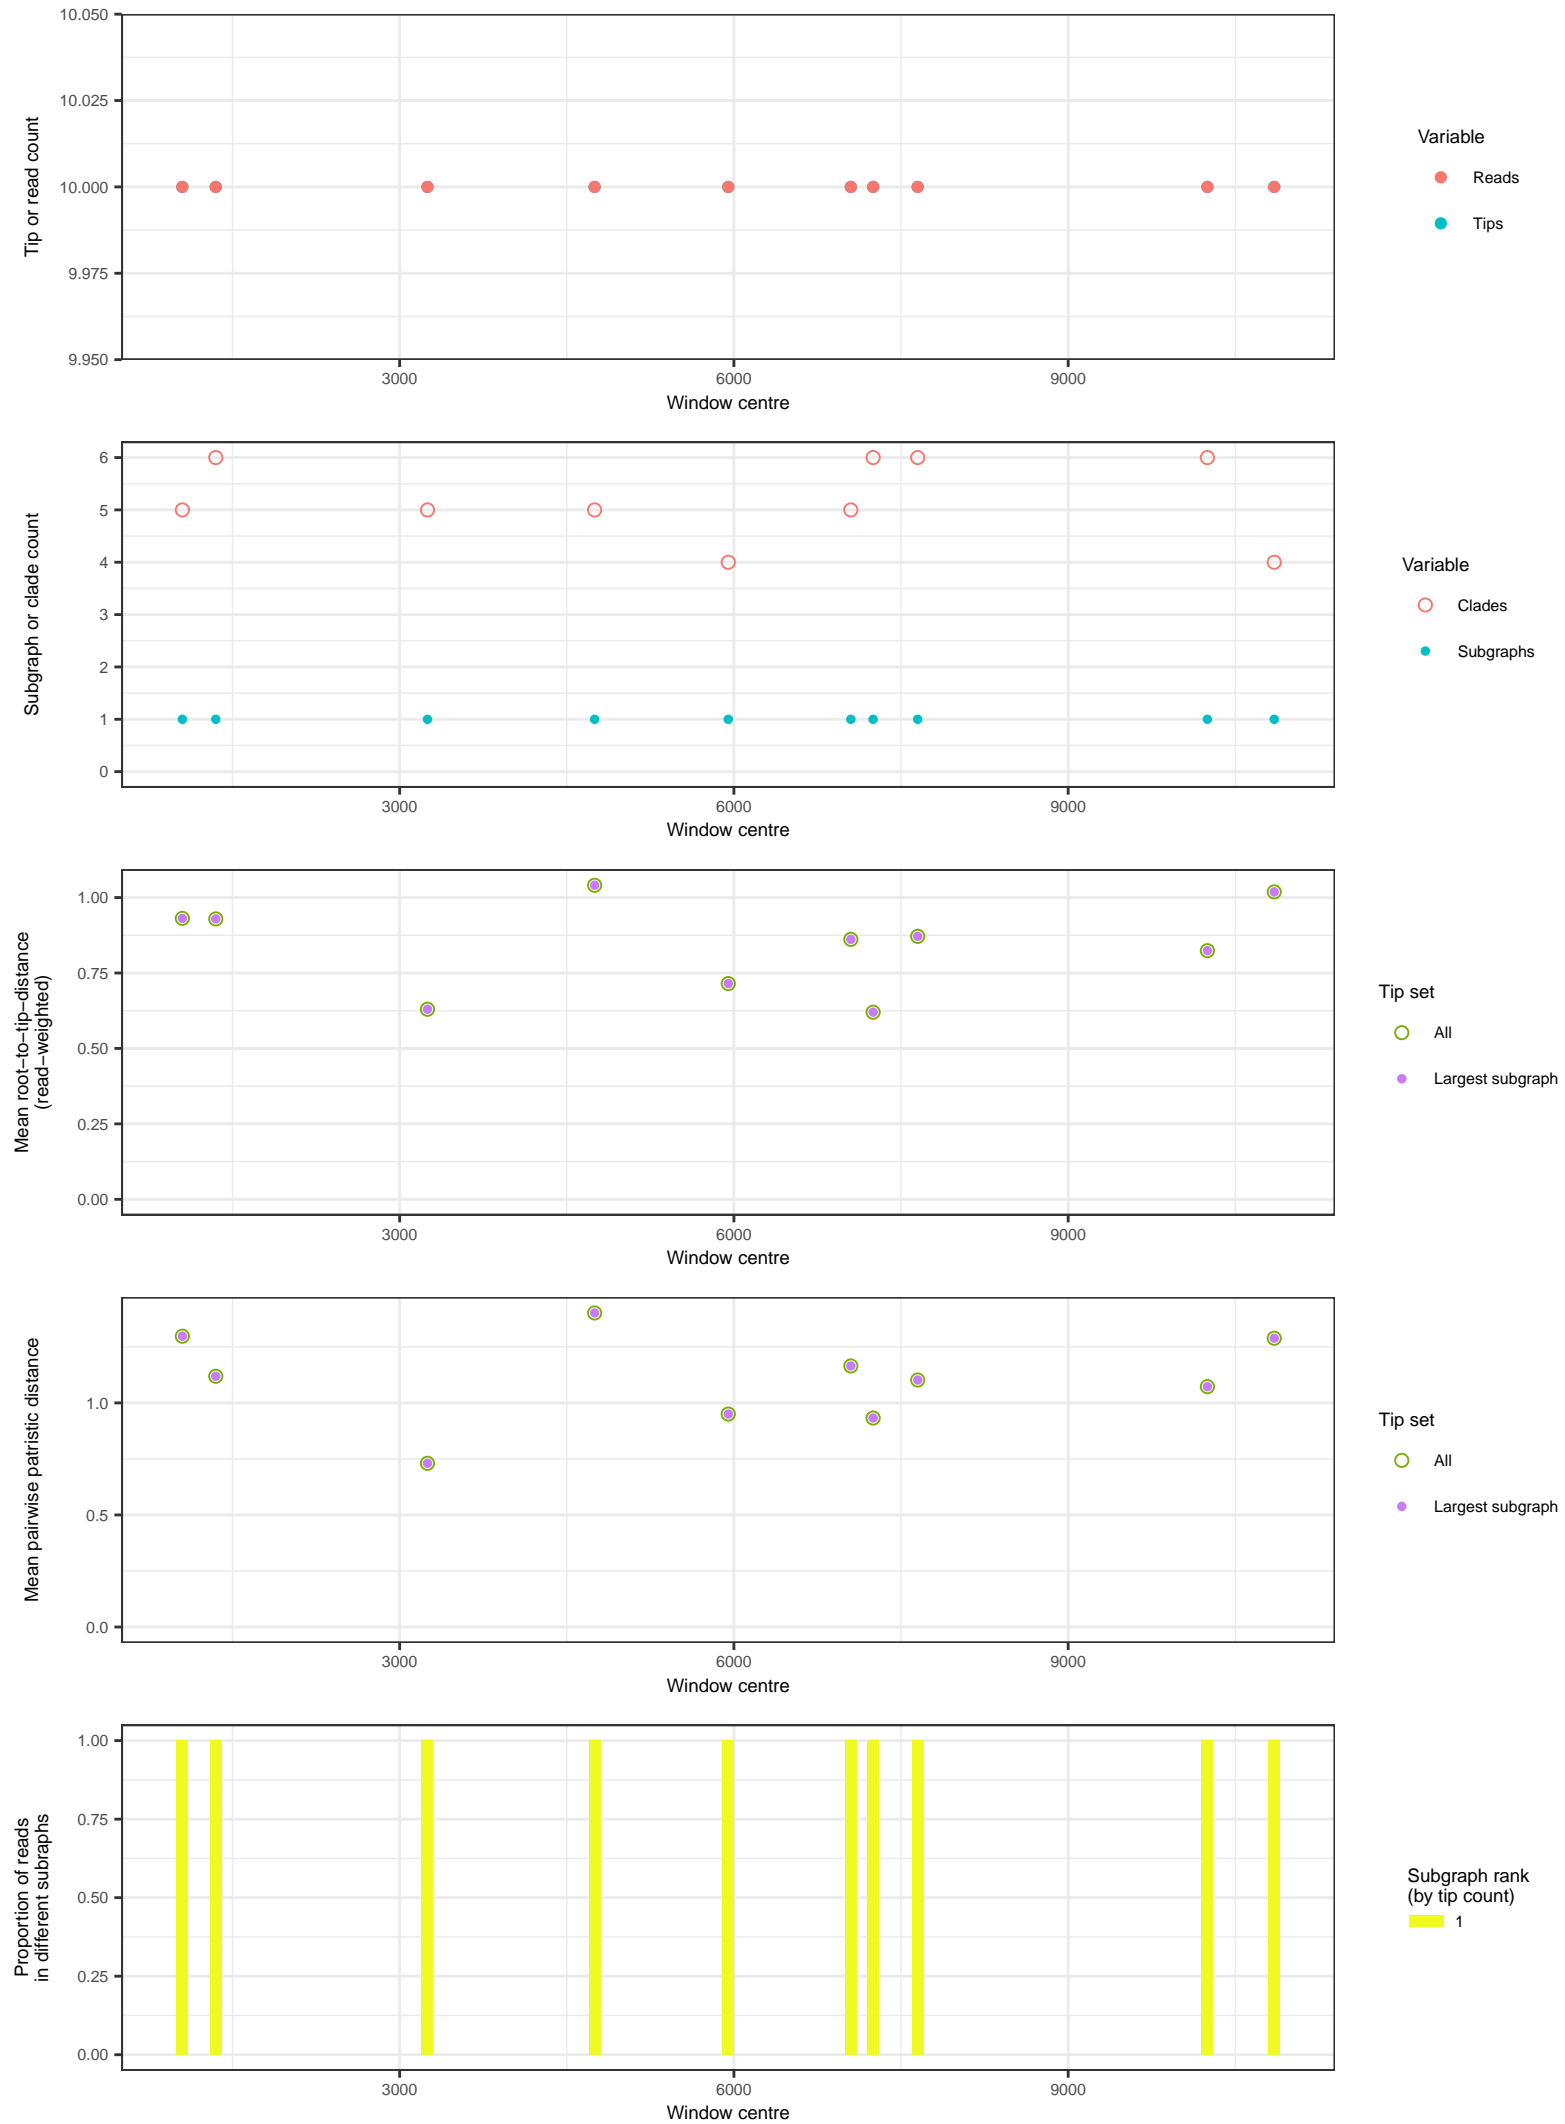 10.050
10.025
10.000
9.975
9.950
Tip or read count
3000 6000 9000
Window centre
Variable
Reads
Tips
6
5
4
3
2
1
0
Subgraph or clade count
3000 6000 9000
Window centre
Variable
Clades
Subgraphs
1.00
0.75
0.50
0.25
0.00
Mean root−to−tip−distance
(read−weighted)
3000 6000 9000
Window centre
Tip set
All
Largest subgraph
1.0
0.5
0.0
Mean pairwise patristic distance
3000 6000 9000
Window centre
Tip set
All
Largest subgraph
1.00
0.75
0.50
0.25
0.00
Proportion of reads
in different subraphs
3000 6000 9000
Window centre
Subgraph rank
(by tip count)
1